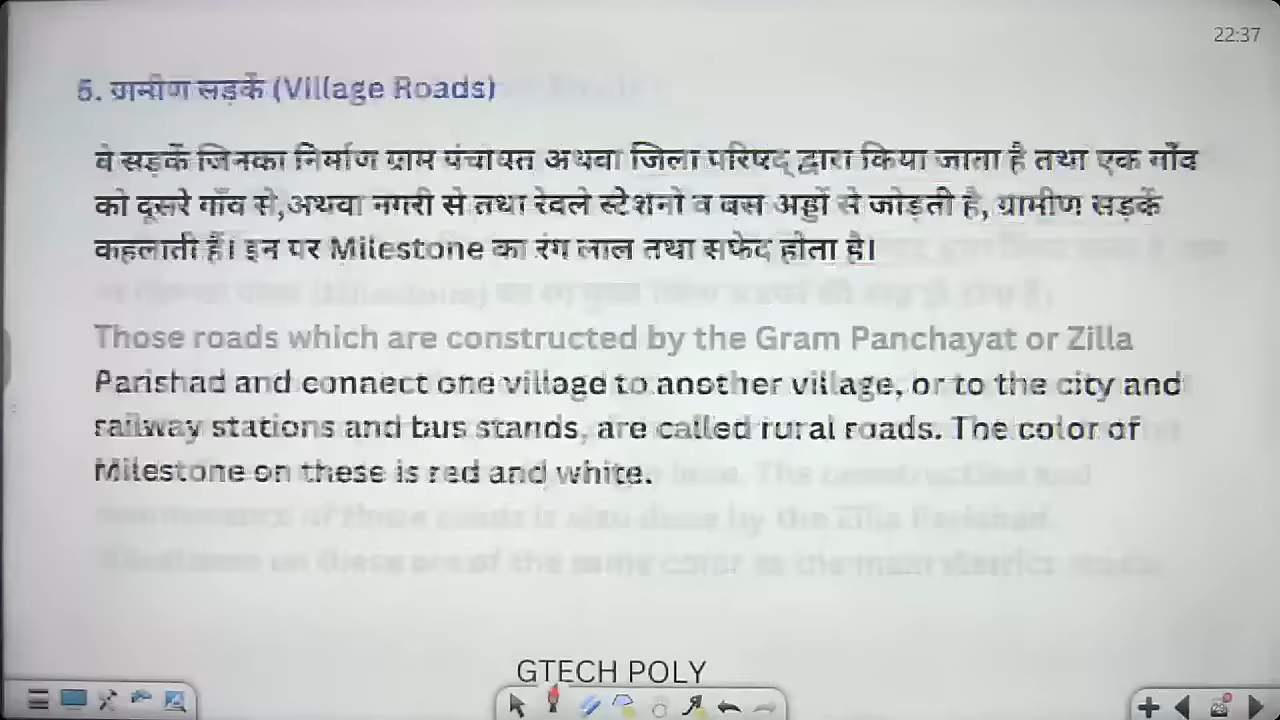 22:37
5. ग्रामीण सड़कें (Village Roads)
वे सड़कें जिनका निर्माण ग्राम पंचायत अथवा जिला परिषद् द्वारा किया जाता है तथा एक गाँव
को दूसरे गाँव से,अथवा नगरों से तथा रेलवे स्टेशनों व बस अड्डों से जोड़ती है, ग्रामीण सड़कें
कहलाती हैं। इन पर Milestone का रंग लाल तथा सफेद होता है।
Those roads which are constructed by the Gram Panchayat or Zilla
Parishad and connect one village to another village, or to the city and
railway stations and bus stands, are called rural roads. The color of
Milestone on these is red and white.
GTECH POLY